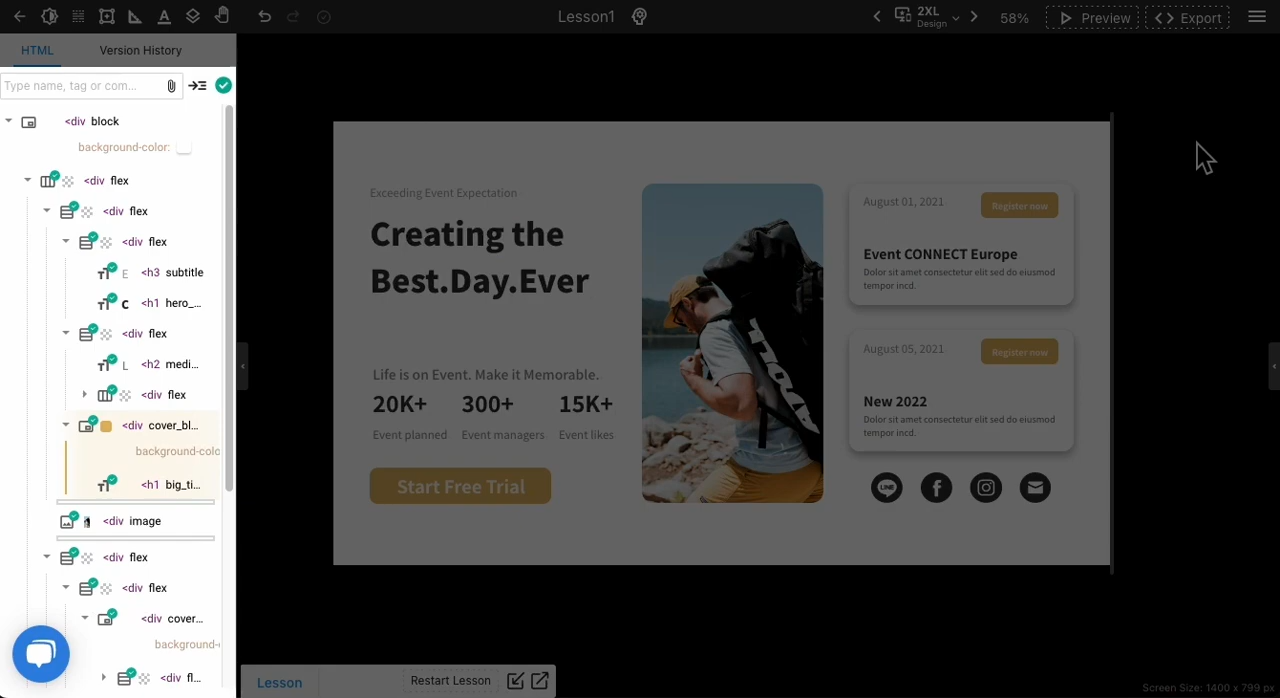 Lesson1
2XL
Design
58%
Preview
Export
HTML
Version History
Type name, tag or com...
<div block
background-color:
<div flex
<div flex
<div flex
E <h3 subtitle
C <h1 hero_...
<div flex
L <h2 medi...
<div flex
<div cover_bl...
background-colo
<h1 big_ti...
<div image
<div flex
<div flex
<div cover...
background-
<div fl...
Exceeding Event Expectation
Creating the
Best.Day.Ever
Life is on Event. Make it Memorable.
20K+ 300+ 15K+
Event planned Event managers Event likes
Start Free Trial
August 01, 2021
Register now
Event CONNECT Europe
Dolor sit amet consectetur elit sed do eiusmod
tempor incd.
August 05, 2021
Register now
New 2022
Dolor sit amet consectetur elit sed do eiusmod
tempor incd.
LINE
Lesson
Restart Lesson
Screen Size: 1400 x 799 px